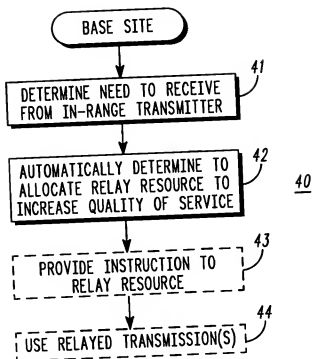 BASE SITE
41
DETERMINE NEED TO RECEIVE
FROM IN-RANGE TRANSMITTER
42
AUTOMATICALLY DETERMINE TO
ALLOCATE RELAY RESOURCE TO
INCREASE QUALITY OF SERVICE
40
43
PROVIDE INSTRUCTION TO
RELAY RESOURCE
44
USE RELAYED TRANSMISSION(S)